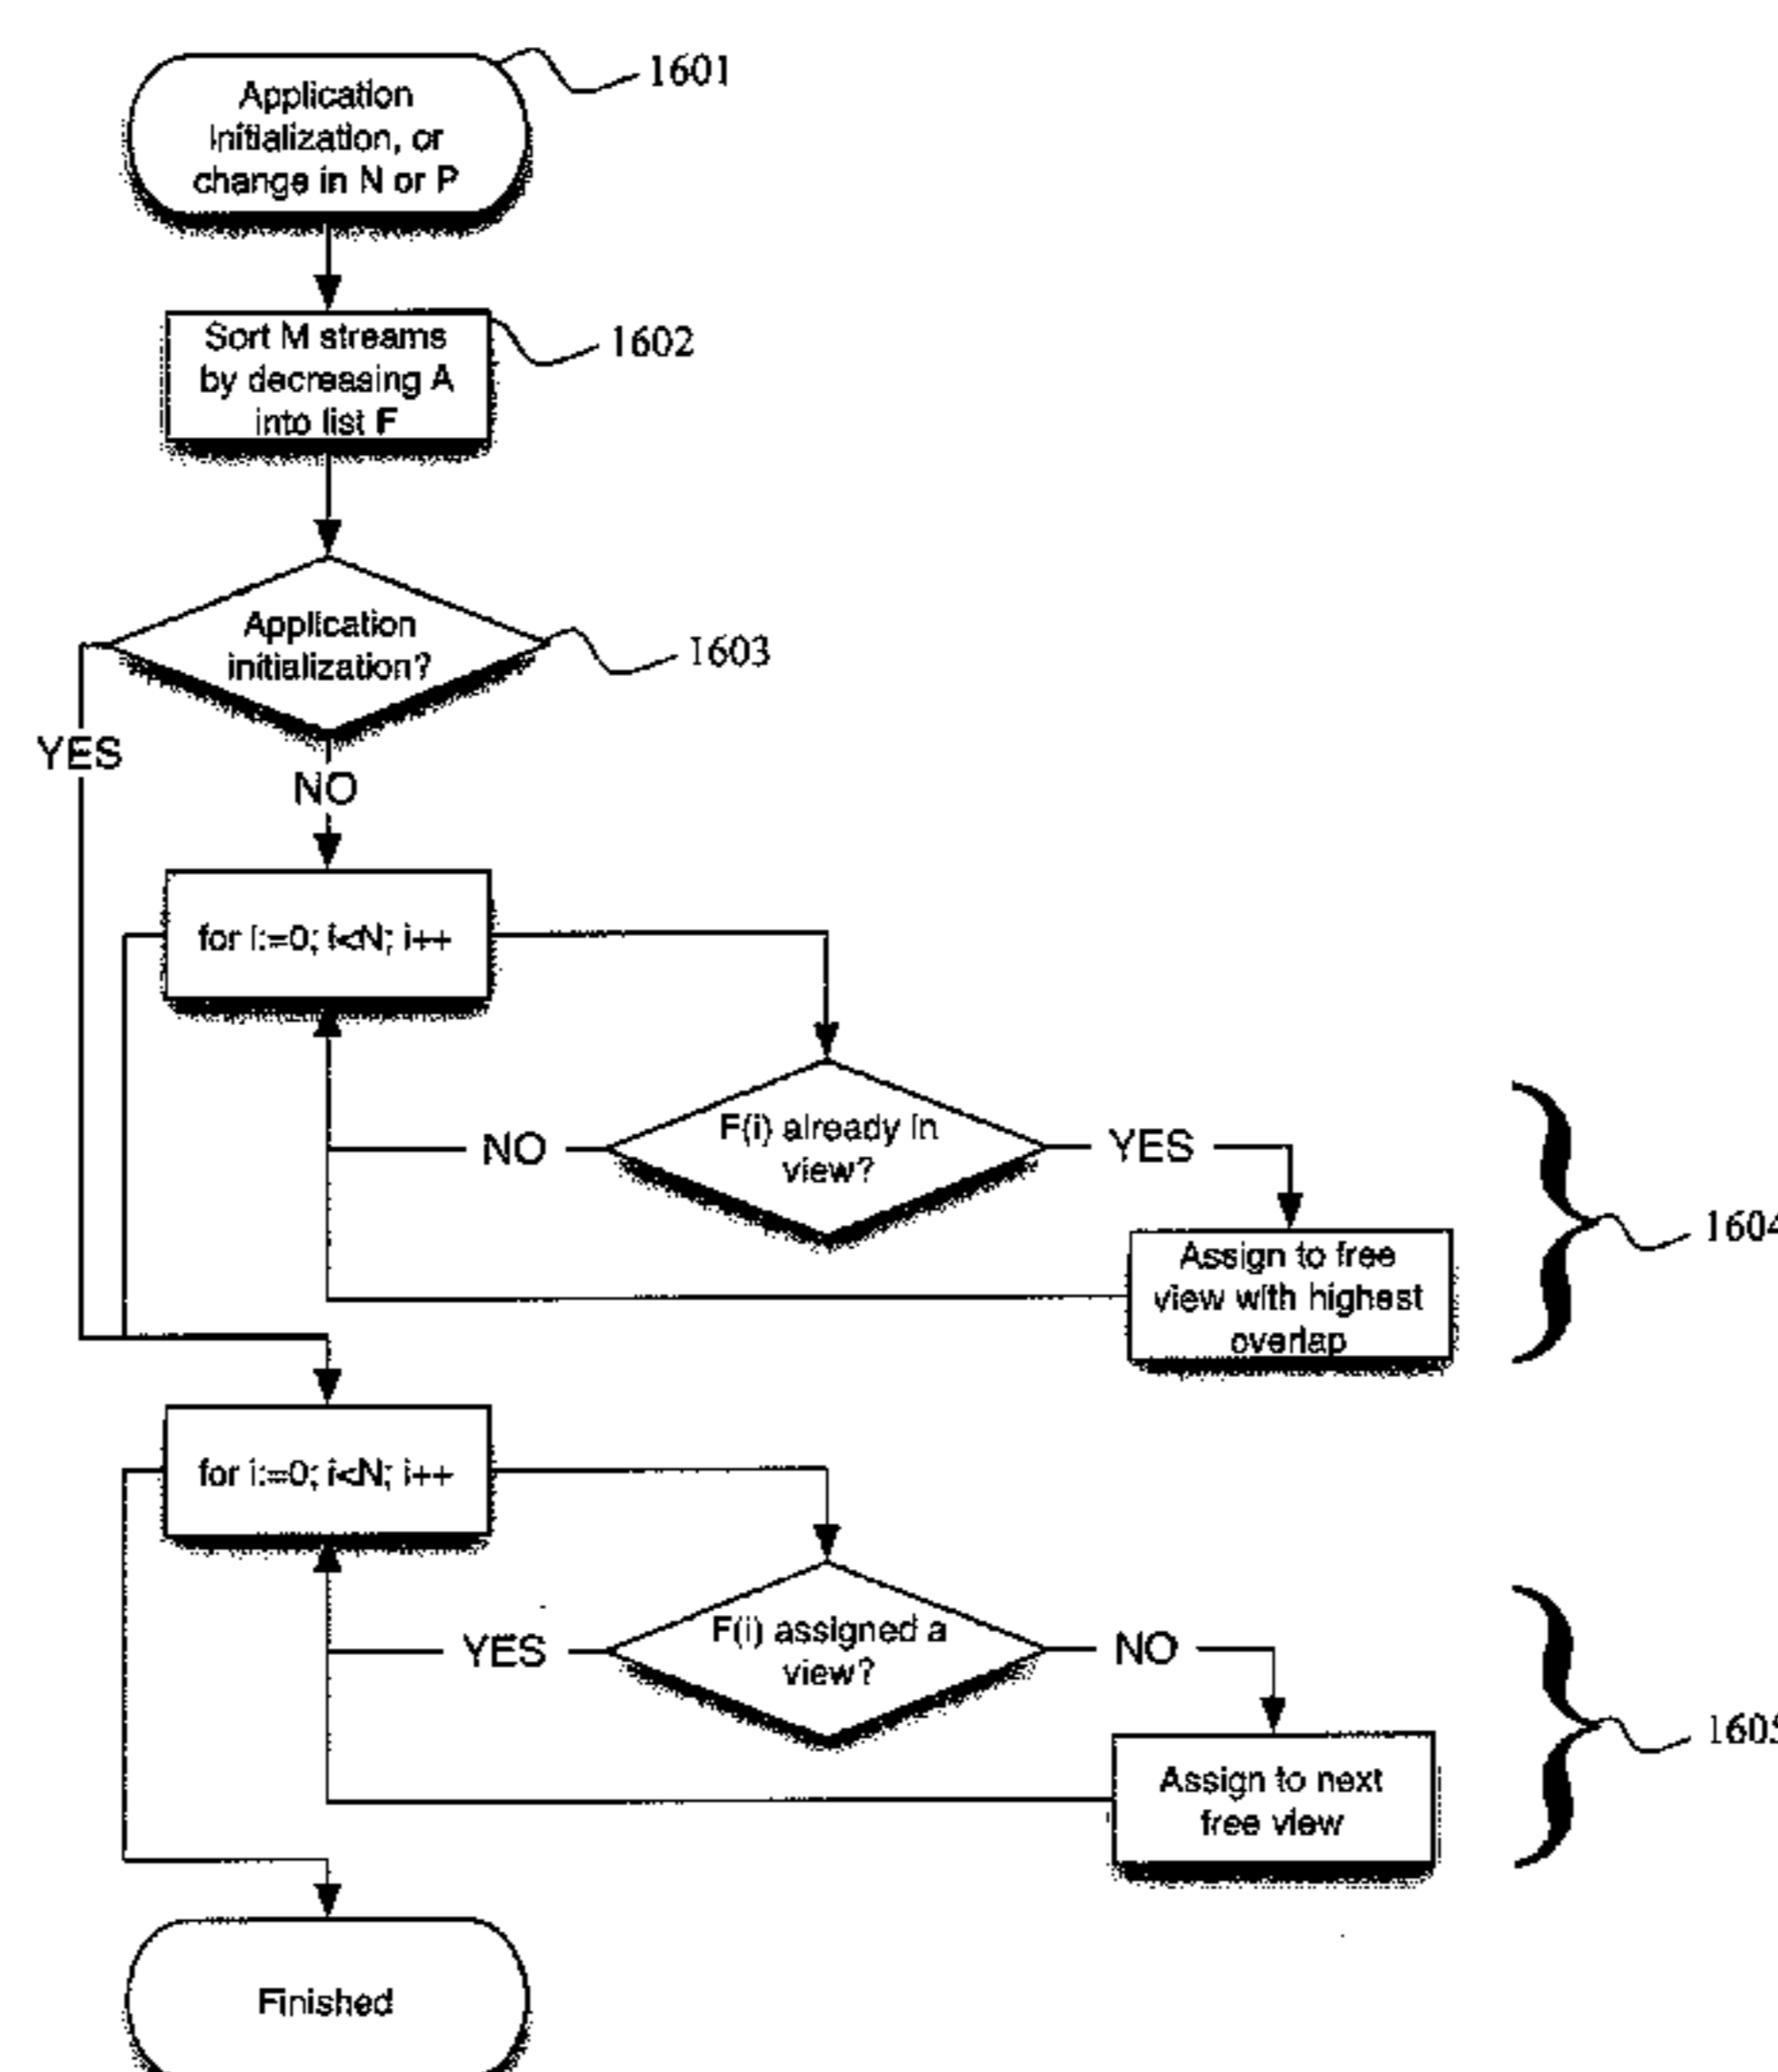 Application
Initialization, or
change in N or P
1601
Sort M streams
by decreasing A
into list F
1602
Application
initialization?
1603
YES
NO
for i:=0; i<N; i++
F(i) already in
view?
NO
YES
Assign to free
view with highest
overlap
1604
for i:=0; i<N; i++
F(i) assigned a
view?
YES
NO
Assign to next
free view
1605
Finished